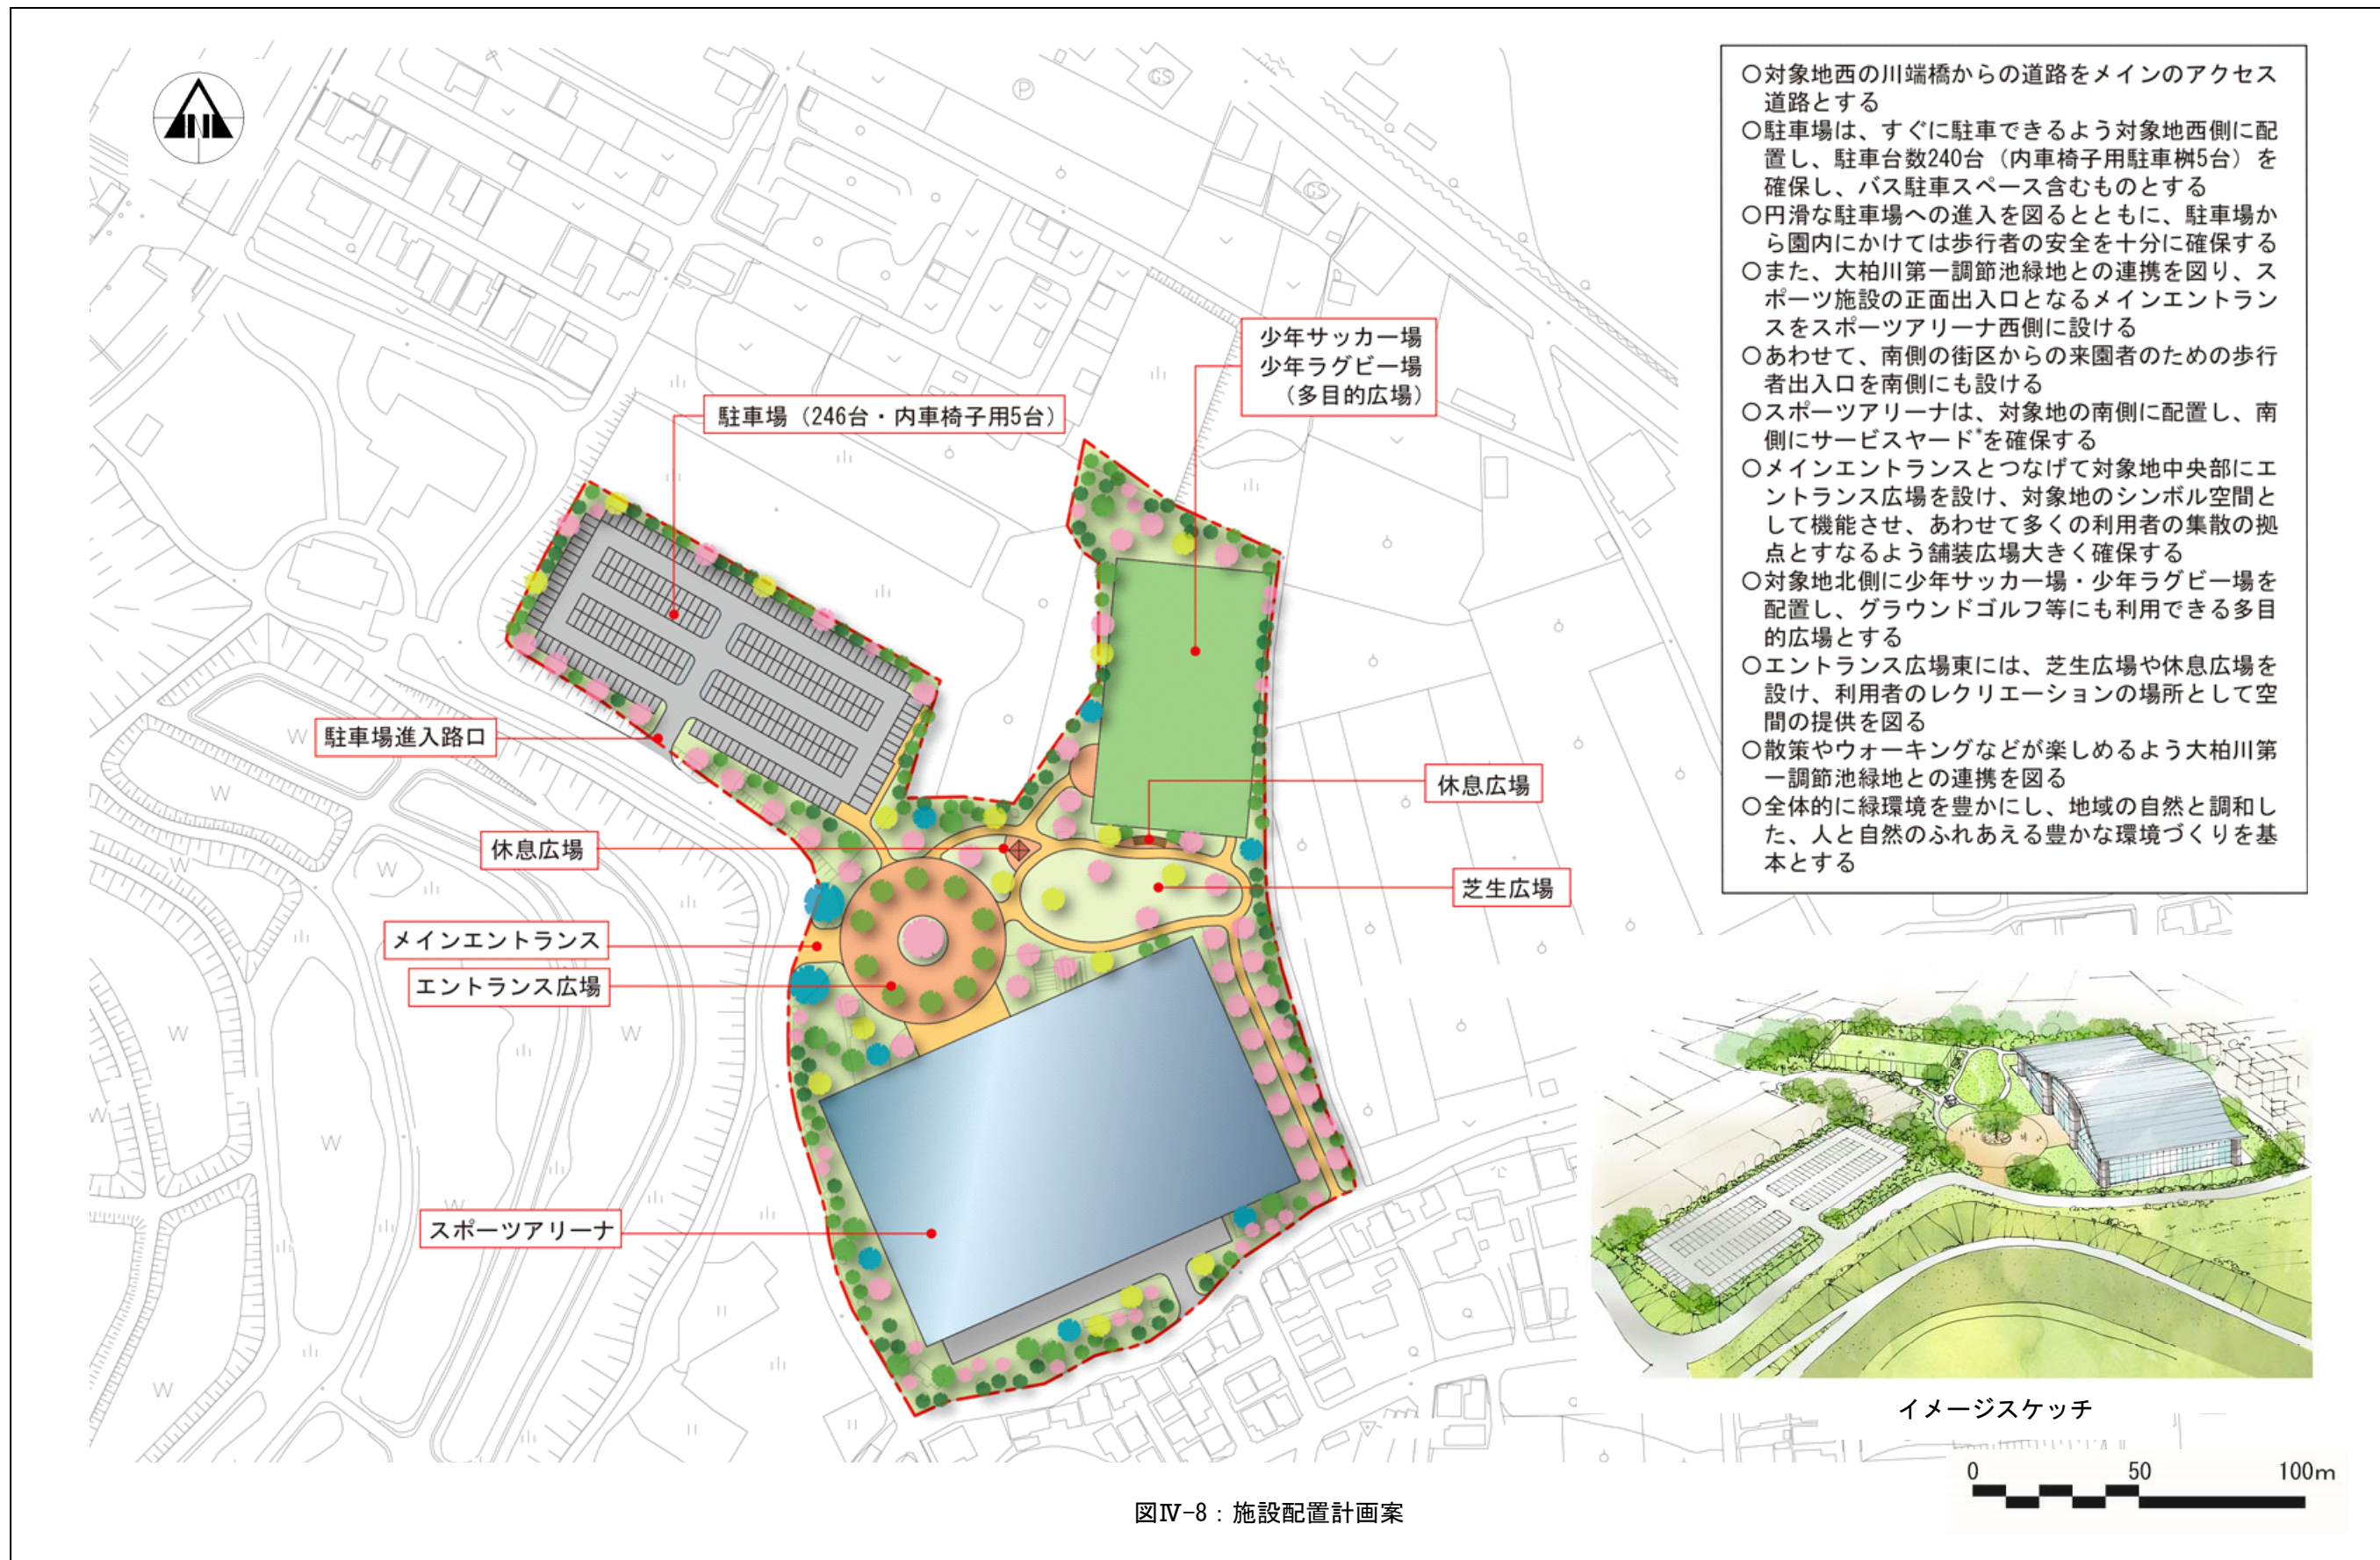 N
○対象地西の川端橋からの道路をメインのアクセス
道路とする
○駐車場は、すぐに駐車できるよう対象地西側に配
置し、駐車台数240台（内車椅子用駐車桝5台）を
確保し、バス駐車スペース含むものとする
○円滑な駐車場への進入を図るとともに、駐車場か
ら園内にかけては歩行者の安全を十分に確保する
○また、大柏川第一調節池緑地との連携を図り、ス
ポーツ施設の正面出入口となるメインエントラン
スをスポーツアリーナ西側に設ける
○あわせて、南側の街区からの来園者のための歩行
者出入口を南側にも設ける
○スポーツアリーナは、対象地の南側に配置し、南
側にサービスヤード*を確保する
○メインエントランスとつなげて対象地中央部にエ
ントランス広場を設け、対象地のシンボル空間と
して機能させ、あわせて多くの利用者の集散の拠
点とすなるよう舗装広場大きく確保する
○対象地北側に少年サッカー場・少年ラグビー場を
配置し、グラウンドゴルフ等にも利用できる多目
的広場とする
○エントランス広場東には、芝生広場や休息広場を
設け、利用者のレクリエーションの場所として空
間の提供を図る
○散策やウォーキングなどが楽しめるよう大柏川第
一調節池緑地との連携を図る
○全体的に緑環境を豊かにし、地域の自然と調和し
た、人と自然のふれあえる豊かな環境づくりを基
本とする
P
GS
GS
少年サッカー場
少年ラグビー場
（多目的広場）
駐車場（246台・内車椅子用5台）
駐車場進入路口
休息広場
休息広場
芝生広場
メインエントランス
エントランス広場
スポーツアリーナ
W
W
W
W
W
W
W
W
W
W
イメージスケッチ
0 50 100m
図Ⅳ-8：施設配置計画案